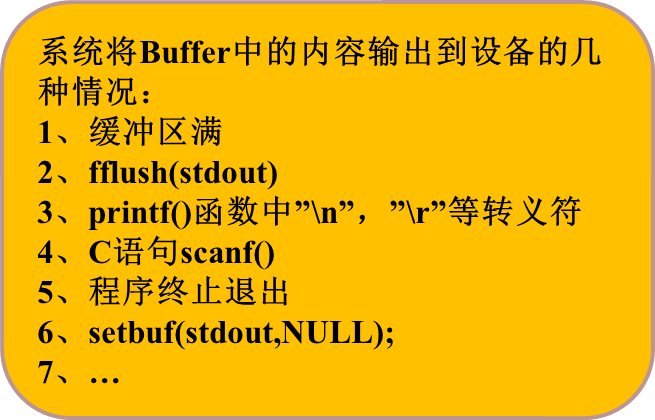 系统将Buffer中的内容输出到设备的几
种情况：
1、缓冲区满
2、fflush(stdout)
3、printf()函数中”\n”，”\r”等转义符
4、C语句scanf()
5、程序终止退出
6、setbuf(stdout,NULL);
7、…